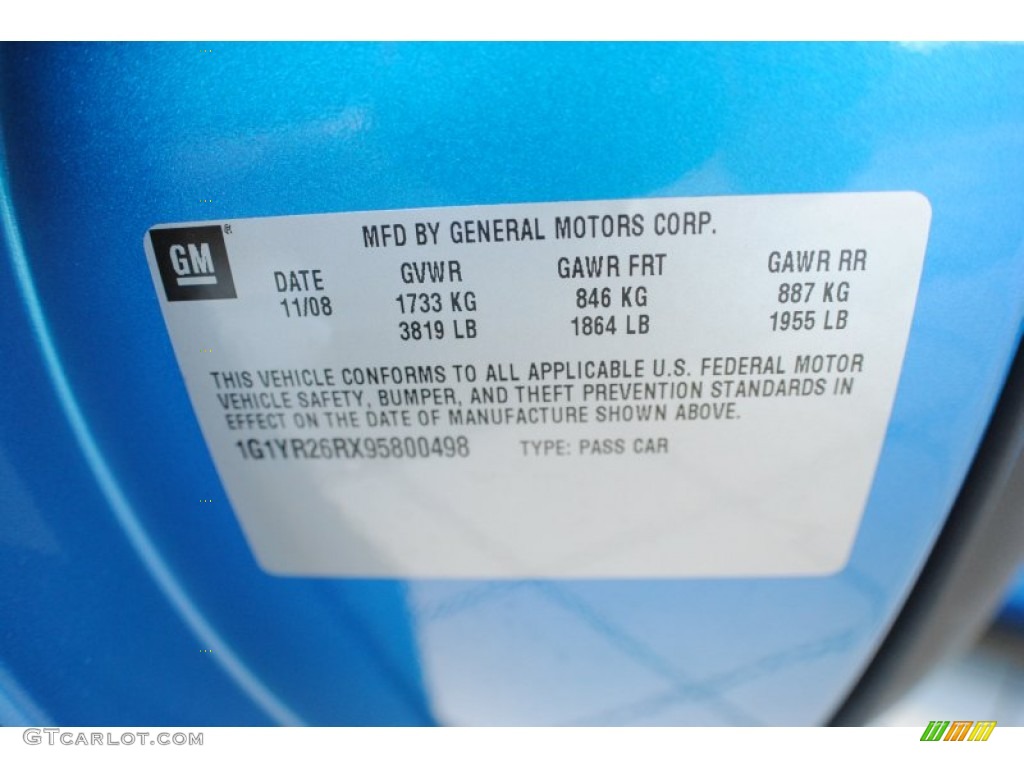 GM®
MFD BY GENERAL MOTORS CORP.
DATE GVWR GAWR FRT GAWR RR
11/08 1733 KG 846 KG 887 KG
3819 LB 1864 LB 1955 LB
THIS VEHICLE CONFORMS TO ALL APPLICABLE U.S. FEDERAL MOTOR
VEHICLE SAFETY, BUMPER, AND THEFT PREVENTION STANDARDS IN
EFFECT ON THE DATE OF MANUFACTURE SHOWN ABOVE.
1G1YR26RX95800498 TYPE: PASS CAR
GTCARLOT.COM